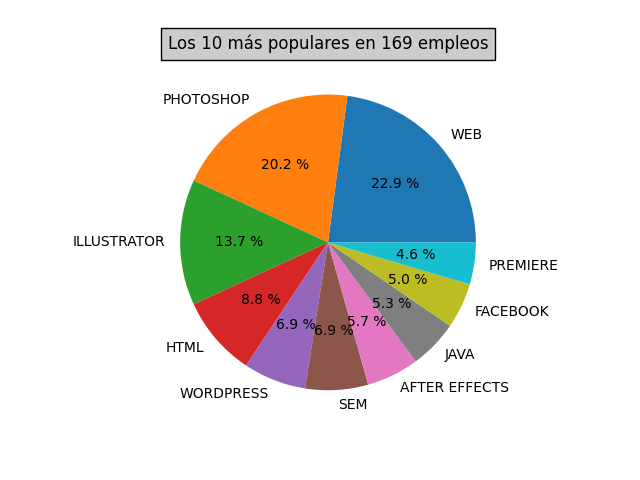 Los 10 más populares en 169 empleos
WEB
22.9 %
PHOTOSHOP
20.2 %
ILLUSTRATOR
13.7 %
HTML
8.8 %
WORDPRESS
6.9 %
SEM
6.9 %
AFTER EFFECTS
5.7 %
JAVA
5.3 %
FACEBOOK
5.0 %
PREMIERE
4.6 %